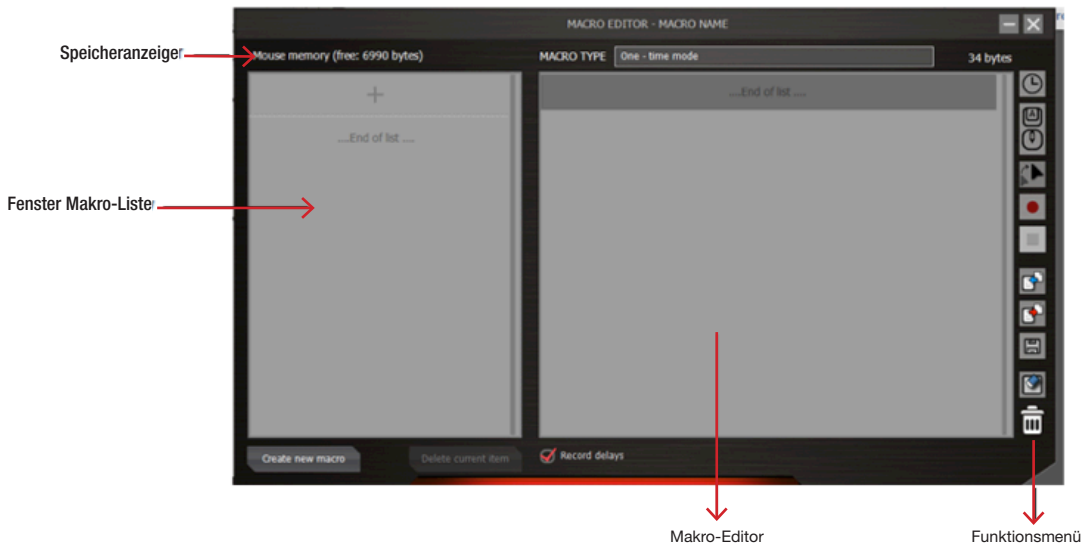 MACRO EDITOR - MACRO NAME
Speicheranzeiger
Mouse memory (free: 6990 bytes)
MACRO TYPE
One - time mode
34 bytes
+
....End of list ....
....End of list ....
A
Fenster Makro-Liste
Create new macro
Delete current item
Record delays
Makro-Editor
Funktionsmenü